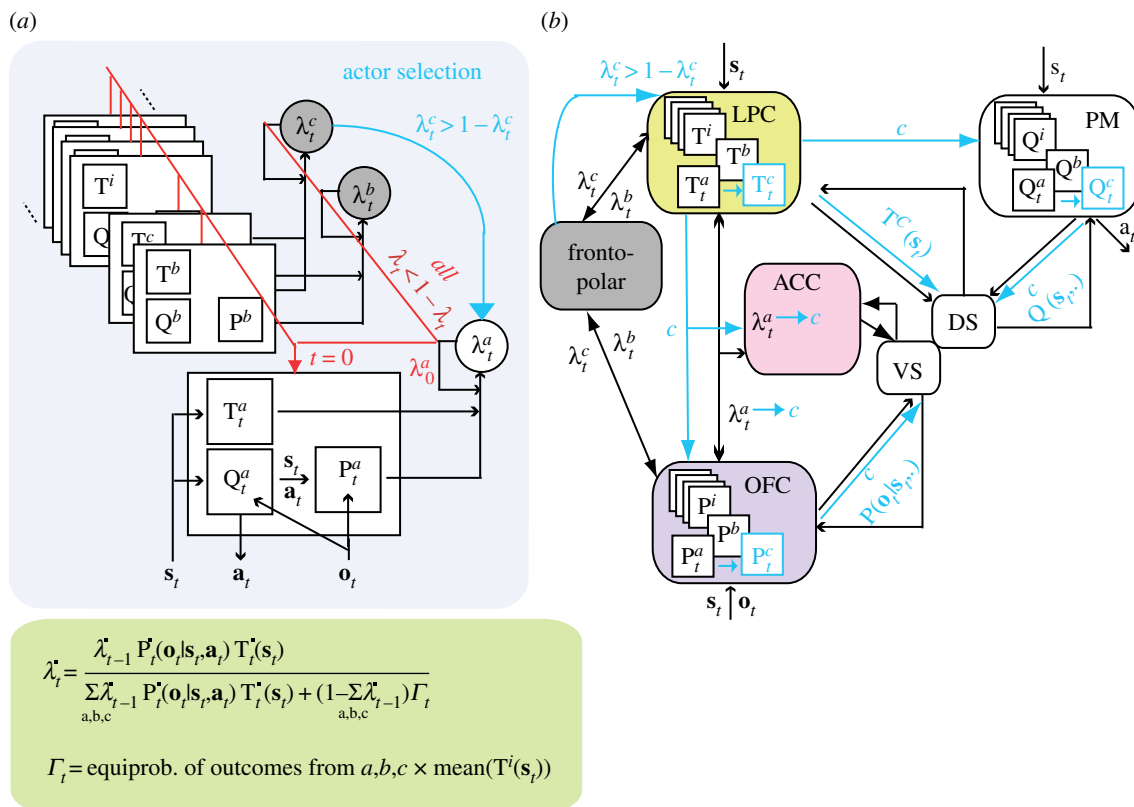 (a)
actor selection
λ_t^c
λ_t^c > 1 – λ_t^c
λ_t^b
T^i
Q
T^c
Q
T^b
Q^b
P^b
all
λ_t < 1 – λ_t
λ_t^a
t = 0
λ_0^a
T_t^a
Q_t^a
s_t
a_t
P_t^a
s_t
a_t
o_t
λ_t^• = λ_{t–1}^• P_t^•(o_t|s_t,a_t) T_t^•(s_t) / Σ_{a,b,c} λ_{t–1}^• P_t^•(o_t|s_t,a_t) T_t^•(s_t) + (1–Σ_{a,b,c} λ_{t–1}^•)Γ_t
Γ_t = equiprob. of outcomes from a,b,c × mean(T^i(s_t))
(b)
λ_t^c > 1 – λ_t^c
s_t
s_t
LPC
T^i
T^b
T_t^a
T_t^c
c
PM
Q^i
Q^b
Q_t^a
Q_t^c
a_t
λ_t^c
λ_t^b
fronto-
polar
T^C(s_t)
Q^c(s_t,.)
ACC
λ_t^a
c
c
DS
VS
λ_t^b
λ_t^c
λ_t^a
c
P^c(o_t|s_t,.)
OFC
P^i
P^b
P_t^a
P_t^c
s_t
o_t